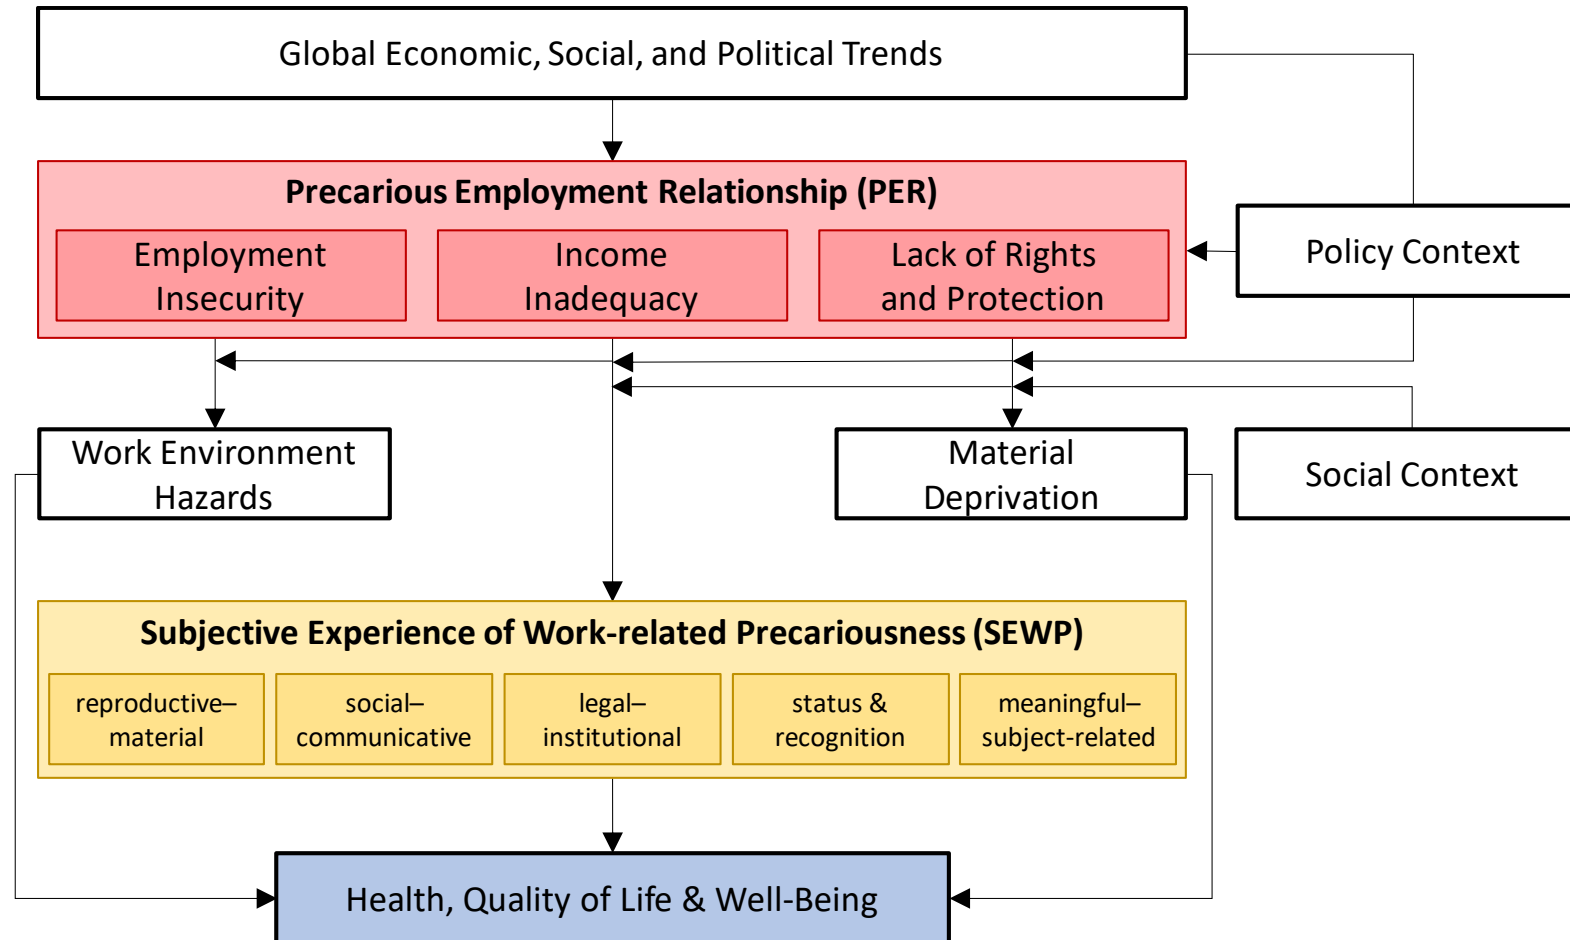 Global Economic, Social, and Political Trends
Precarious Employment Relationship (PER)
Employment
Insecurity
Income
Inadequacy
Lack of Rights
and Protection
Policy Context
Work Environment
Hazards
Material
Deprivation
Social Context
Subjective Experience of Work-related Precariousness (SEWP)
reproductive–
material
social–
communicative
legal–
institutional
status &
recognition
meaningful–
subject-related
Health, Quality of Life & Well-Being